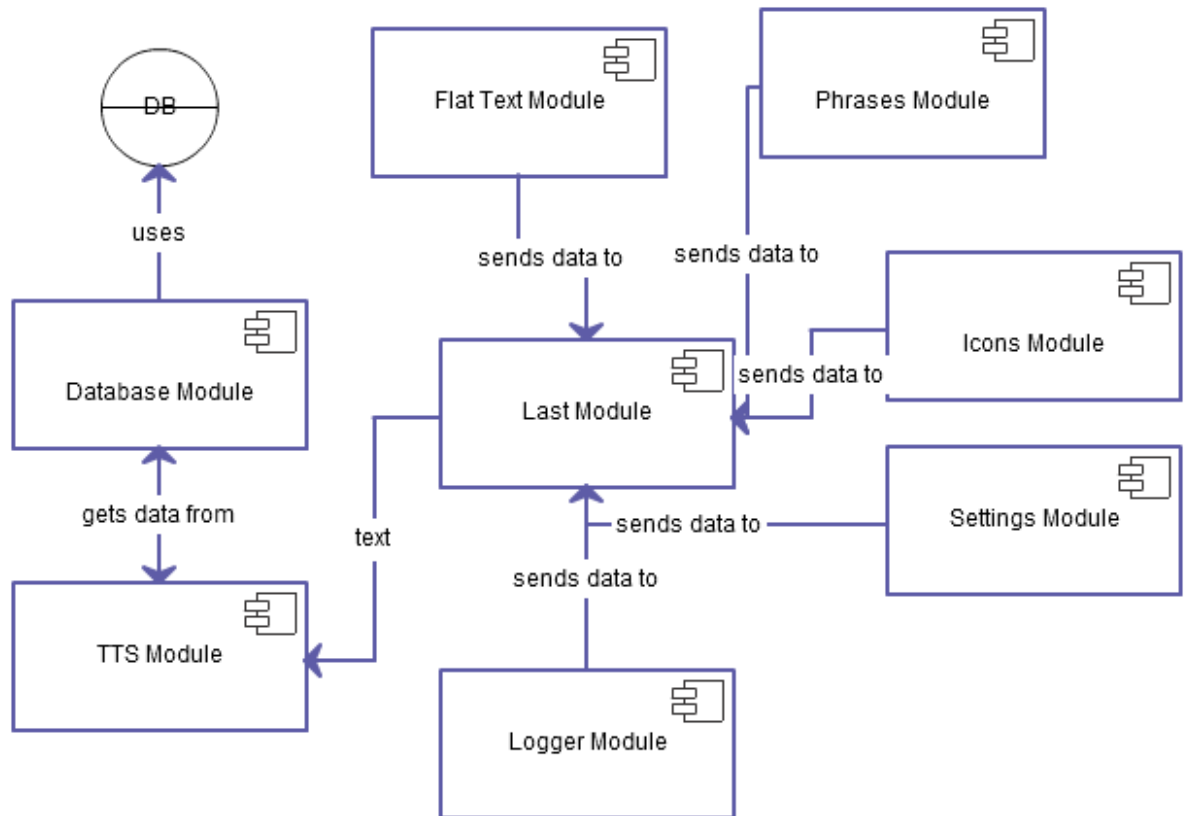 Flat Text Module
Phrases Module
DB
uses
sends data to
sends data to
Icons Module
sends data to
Database Module
Last Module
gets data from
text
sends data to
Settings Module
sends data to
TTS Module
Logger Module